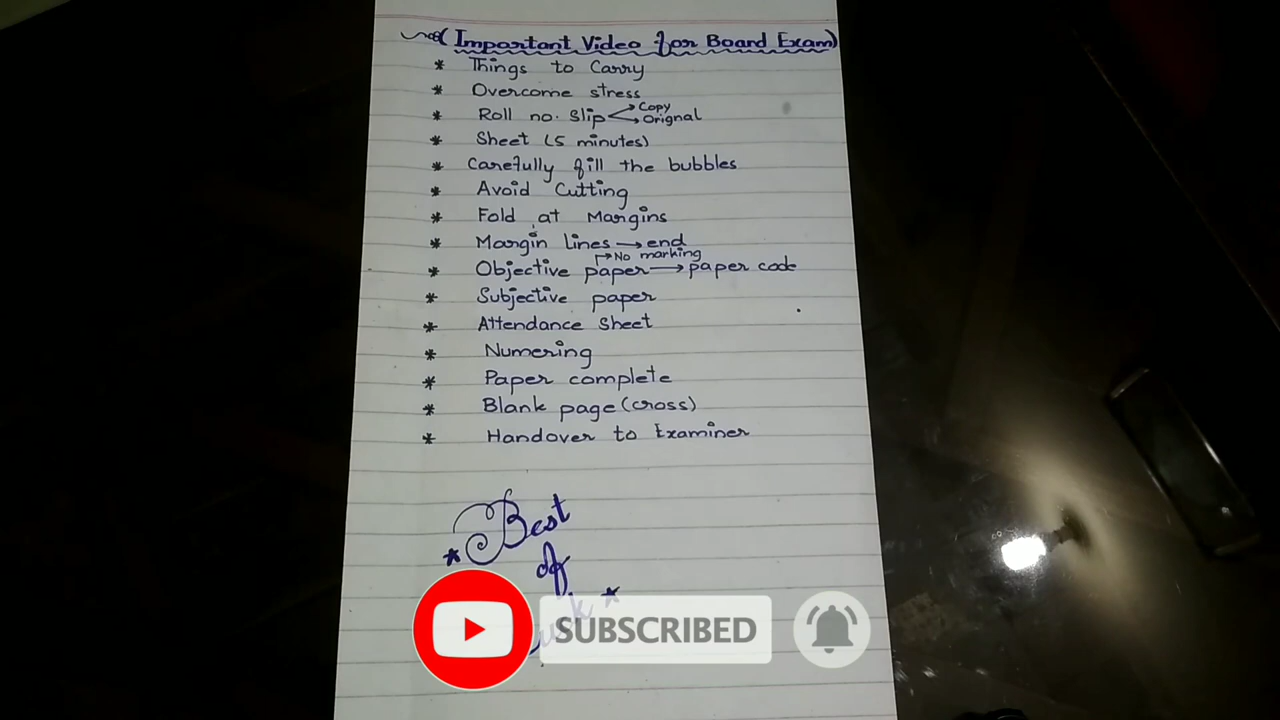 (Important Video for Board Exam)
* Things to Carry
* Overcome stress
* Roll no. Slip Copy
Orignal
* Sheet (5 minutes)
* Carefully fill the bubbles
* Avoid Cutting
* Fold at Margins
* Margin lines → end
No marking
* Objective paper → paper code
* Subjective paper
* Attendance Sheet
* Numering
* Paper complete
* Blank page (cross)
* Handover to Examiner
Best
of
SUBSCRIBED